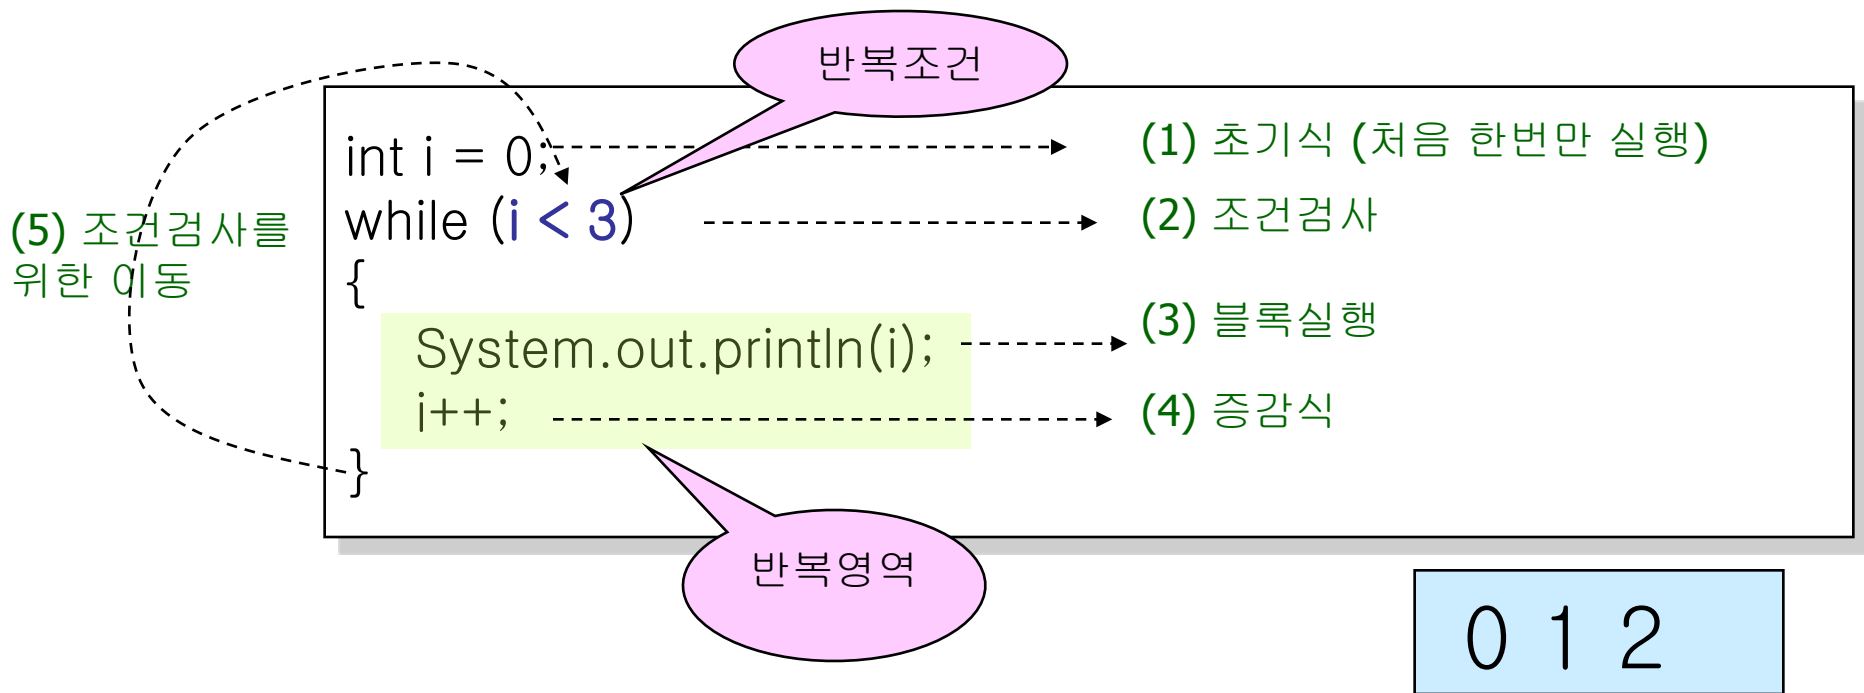 반복조건
int i = 0;
(1) 초기식 (처음 한번만 실행)
while (i < 3)
(2) 조건검사
(5) 조건검사를
위한 이동
{
System.out.println(i);
(3) 블록실행
i++;
(4) 증감식
}
반복영역
0 1 2